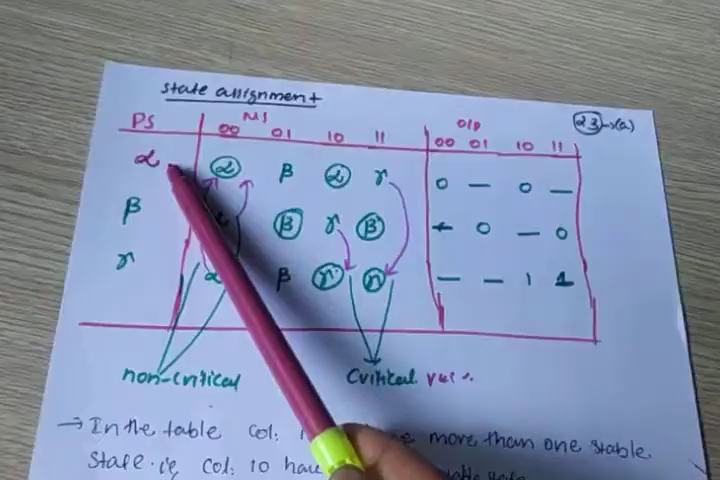 state assignment
PS NS O/P 23→(a)
00 01 10 11 00 01 10 11
α α β α γ 0 — 0 —
β β γ β — 0 — 0
γ α β γ γ — — 1 1
non-critical Critical
→ In the table col: more than one stable
State. i.e, Col: 10 have